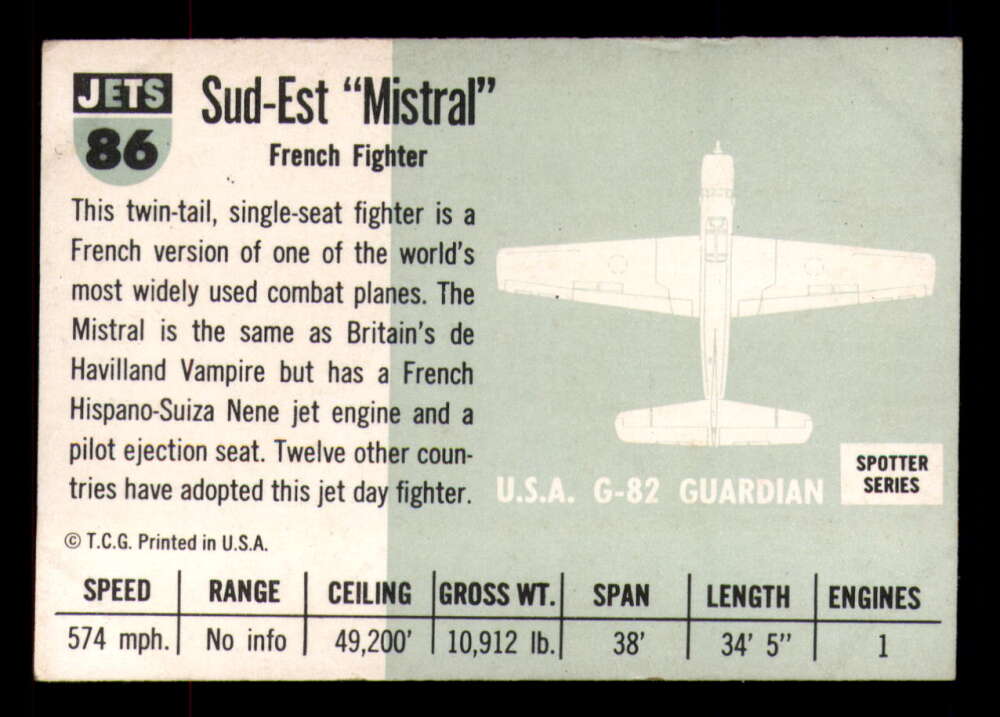 JETS
86
Sud-Est “Mistral”
French Fighter
This twin-tail, single-seat fighter is a
French version of one of the world's
most widely used combat planes. The
Mistral is the same as Britain's de
Havilland Vampire but has a French
Hispano-Suiza Nene jet engine and a
pilot ejection seat. Twelve other coun-
tries have adopted this jet day fighter.
U.S.A. G-82 GUARDIAN
SPOTTER
SERIES
© T.C.G. Printed in U.S.A.
SPEED RANGE CEILING GROSS WT. SPAN LENGTH ENGINES
574 mph. No info 49,200' 10,912 lb. 38' 34' 5" 1